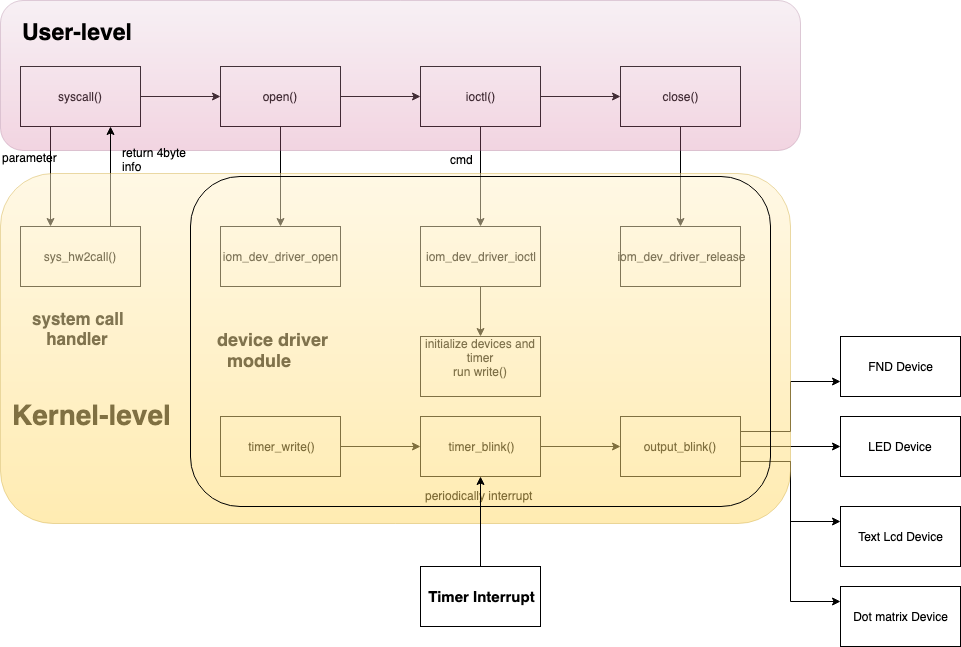 User-level
syscall()
open()
ioctl()
close()
parameter
return 4byte
info
cmd
sys_hw2call()
iom_dev_driver_open
iom_dev_driver_ioctl
iom_dev_driver_release
system call
handler
device driver
module
initialize devices and
timer
run write()
Kernel-level
timer_write()
timer_blink()
output_blink()
periodically interrupt
Timer Interrupt
FND Device
LED Device
Text Lcd Device
Dot matrix Device